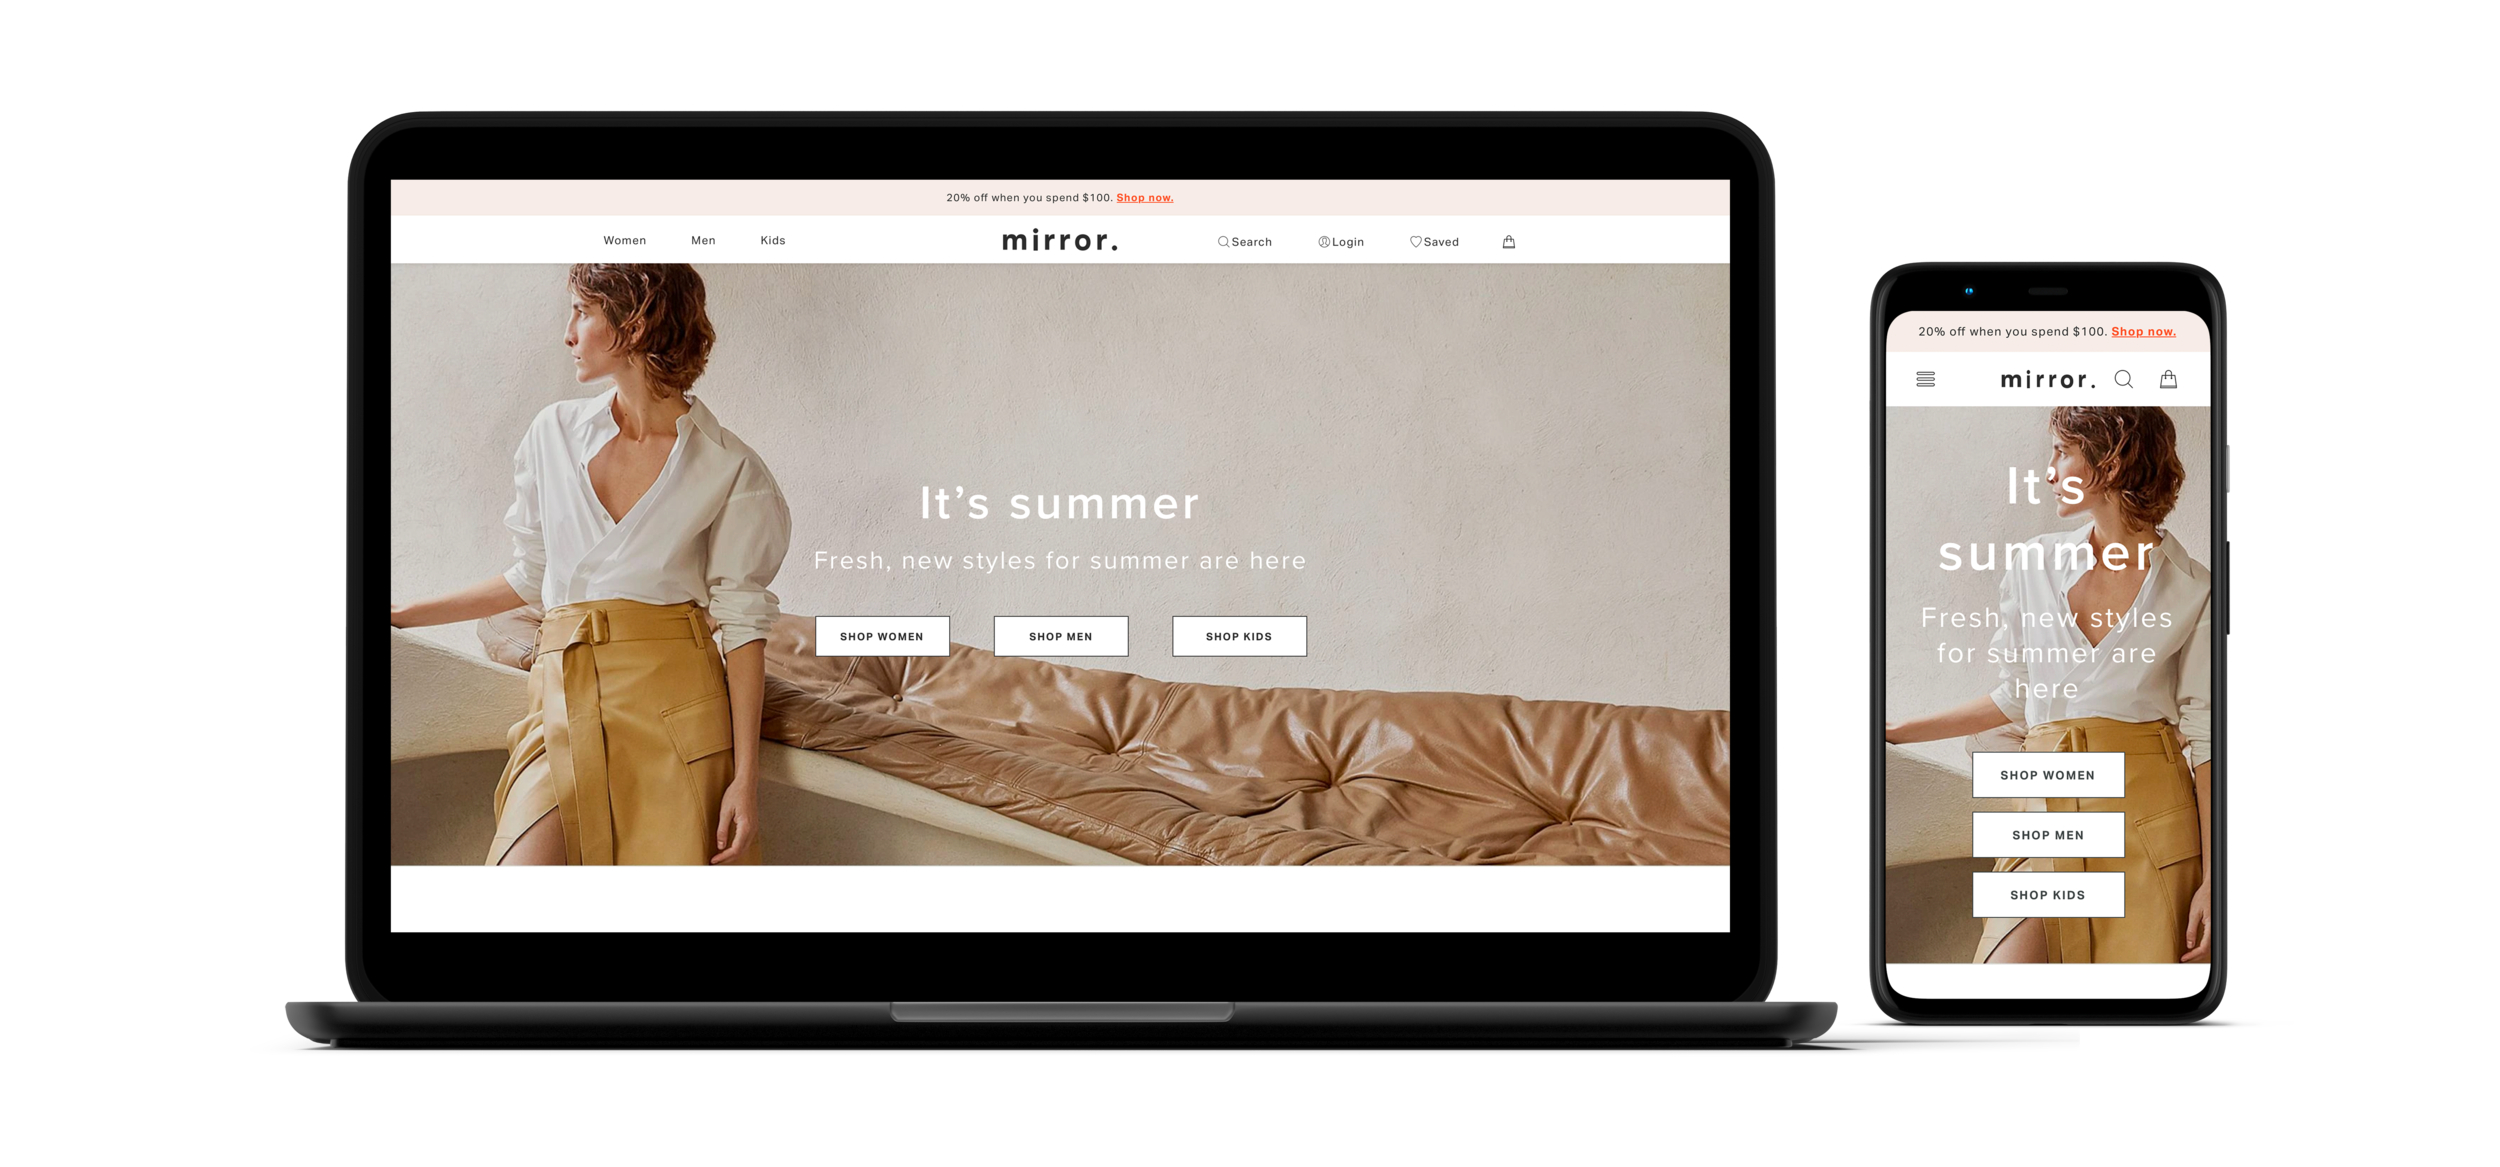 20% off when you spend $100. Shop now.
Women Men Kids mirror. Search Login Saved
It's summer
Fresh, new styles for summer are here
SHOP WOMEN SHOP MEN SHOP KIDS
20% off when you spend $100. Shop now.
mirror.
It's
summer
Fresh, new styles
for summer are
here
SHOP WOMEN
SHOP MEN
SHOP KIDS